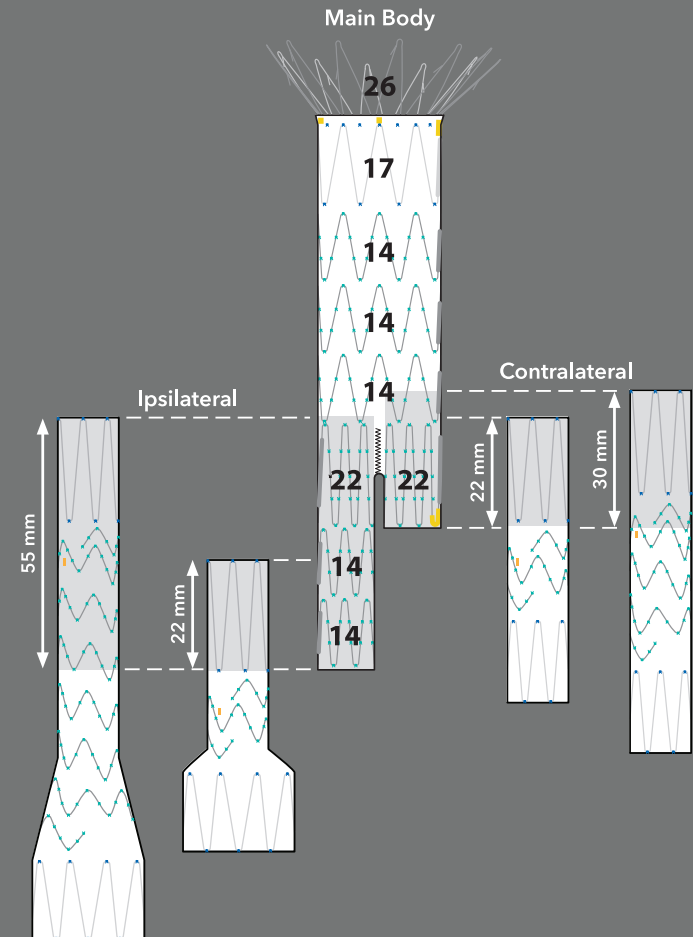 Main Body
26
17
14
14
14
Contralateral
Ipsilateral
22
22
14
14
55 mm
22 mm
22 mm
30 mm